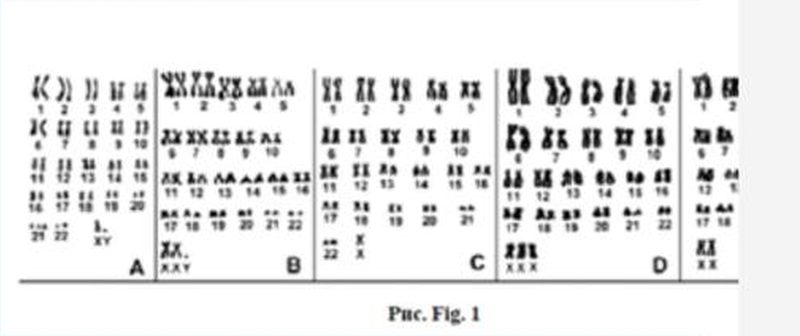 1 2 3 4 5
6 7 8 9 10
11 12 13 14 15
16 17 18 19 20
21 22 XY
A
1 2 3 4 5
6 7 8 9 10
11 12 13 14 15 16
17 18 19 20 21 22
XXY
B
1 2 3 4 5
6 7 8 9 10
11 12 13 14 15 16
17 18 19 20 21
22 X
C
1 2 3 4 5
6 7 8 9 10
11 12 13 14 15 16
17 18 19 20 21 22
X X X
D
1 2
6 7
12
17 18
X X
Рис. Fig. 1